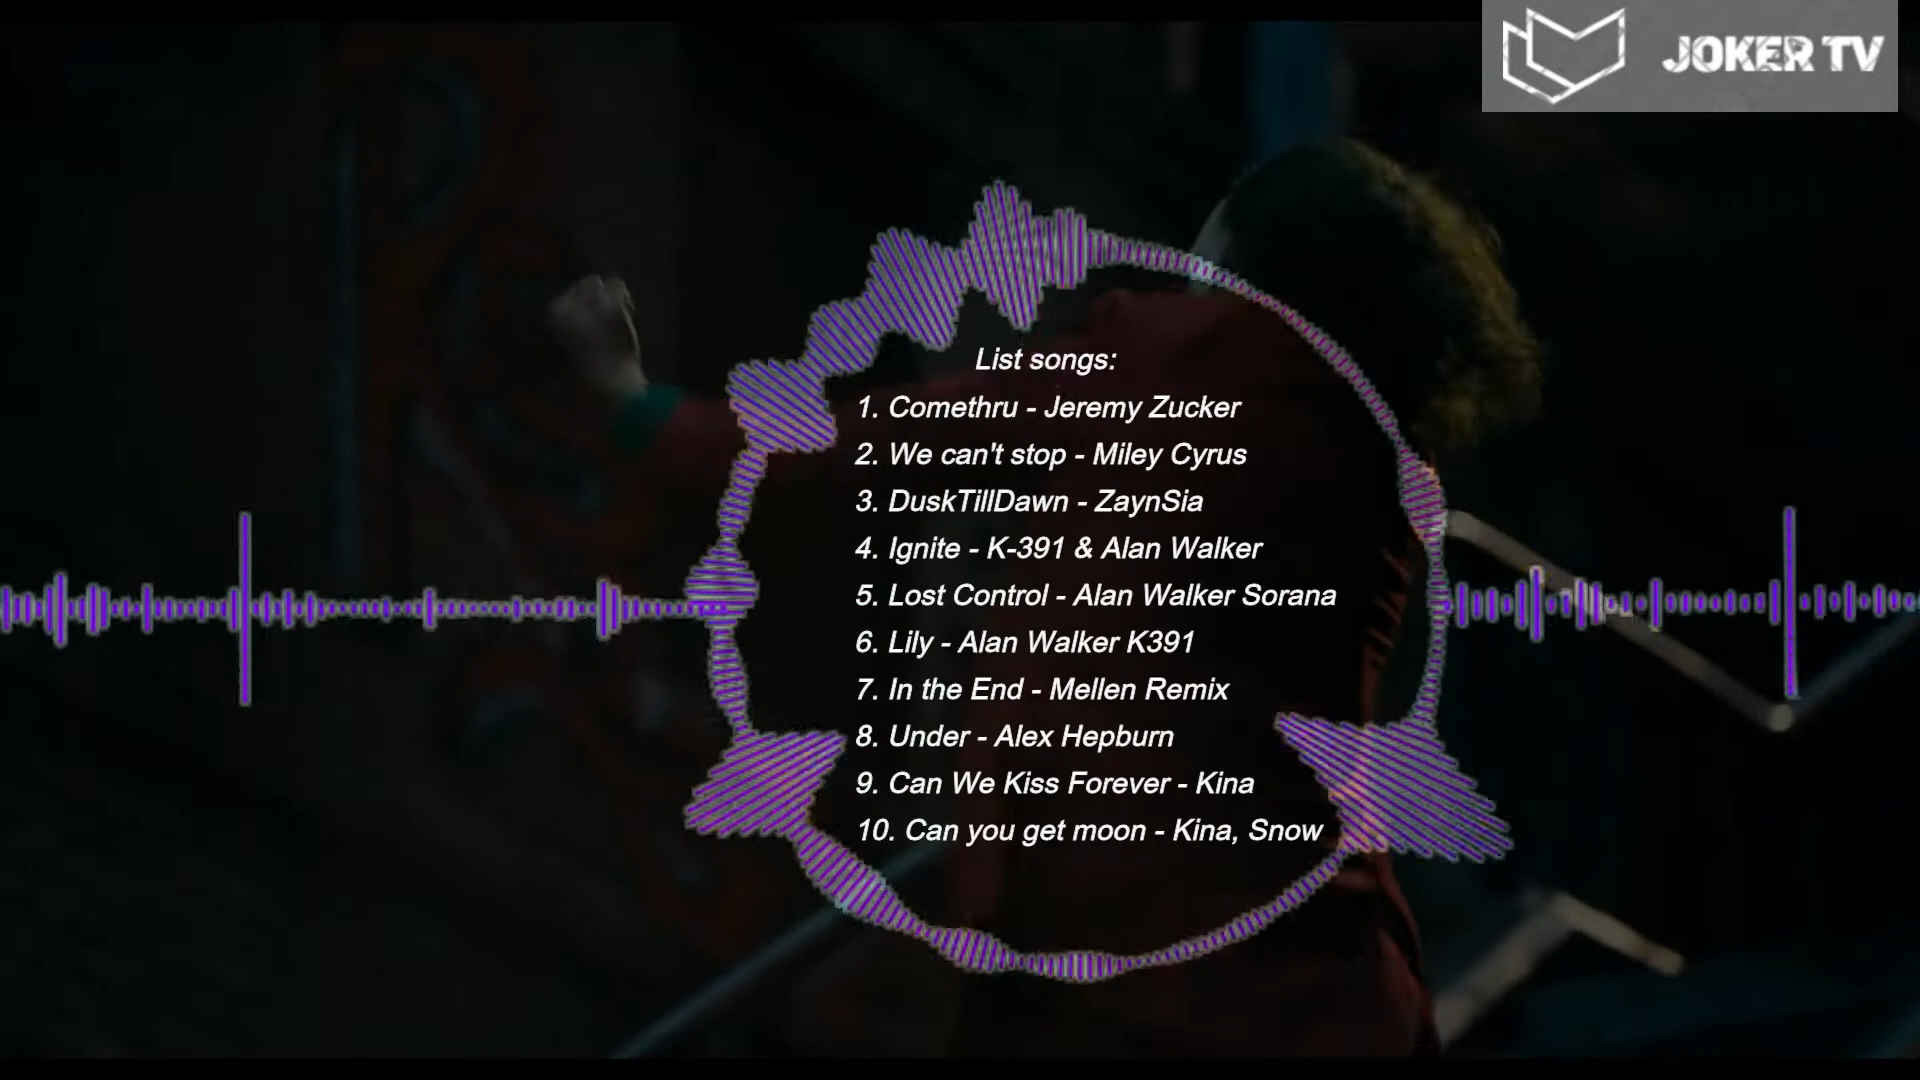 JOKER TV
List songs:
1. Comethru - Jeremy Zucker
2. We can't stop - Miley Cyrus
3. DuskTillDawn - ZaynSia
4. Ignite - K-391 & Alan Walker
5. Lost Control - Alan Walker Sorana
6. Lily - Alan Walker K391
7. In the End - Mellen Remix
8. Under - Alex Hepburn
9. Can We Kiss Forever - Kina
10. Can you get moon - Kina, Snow